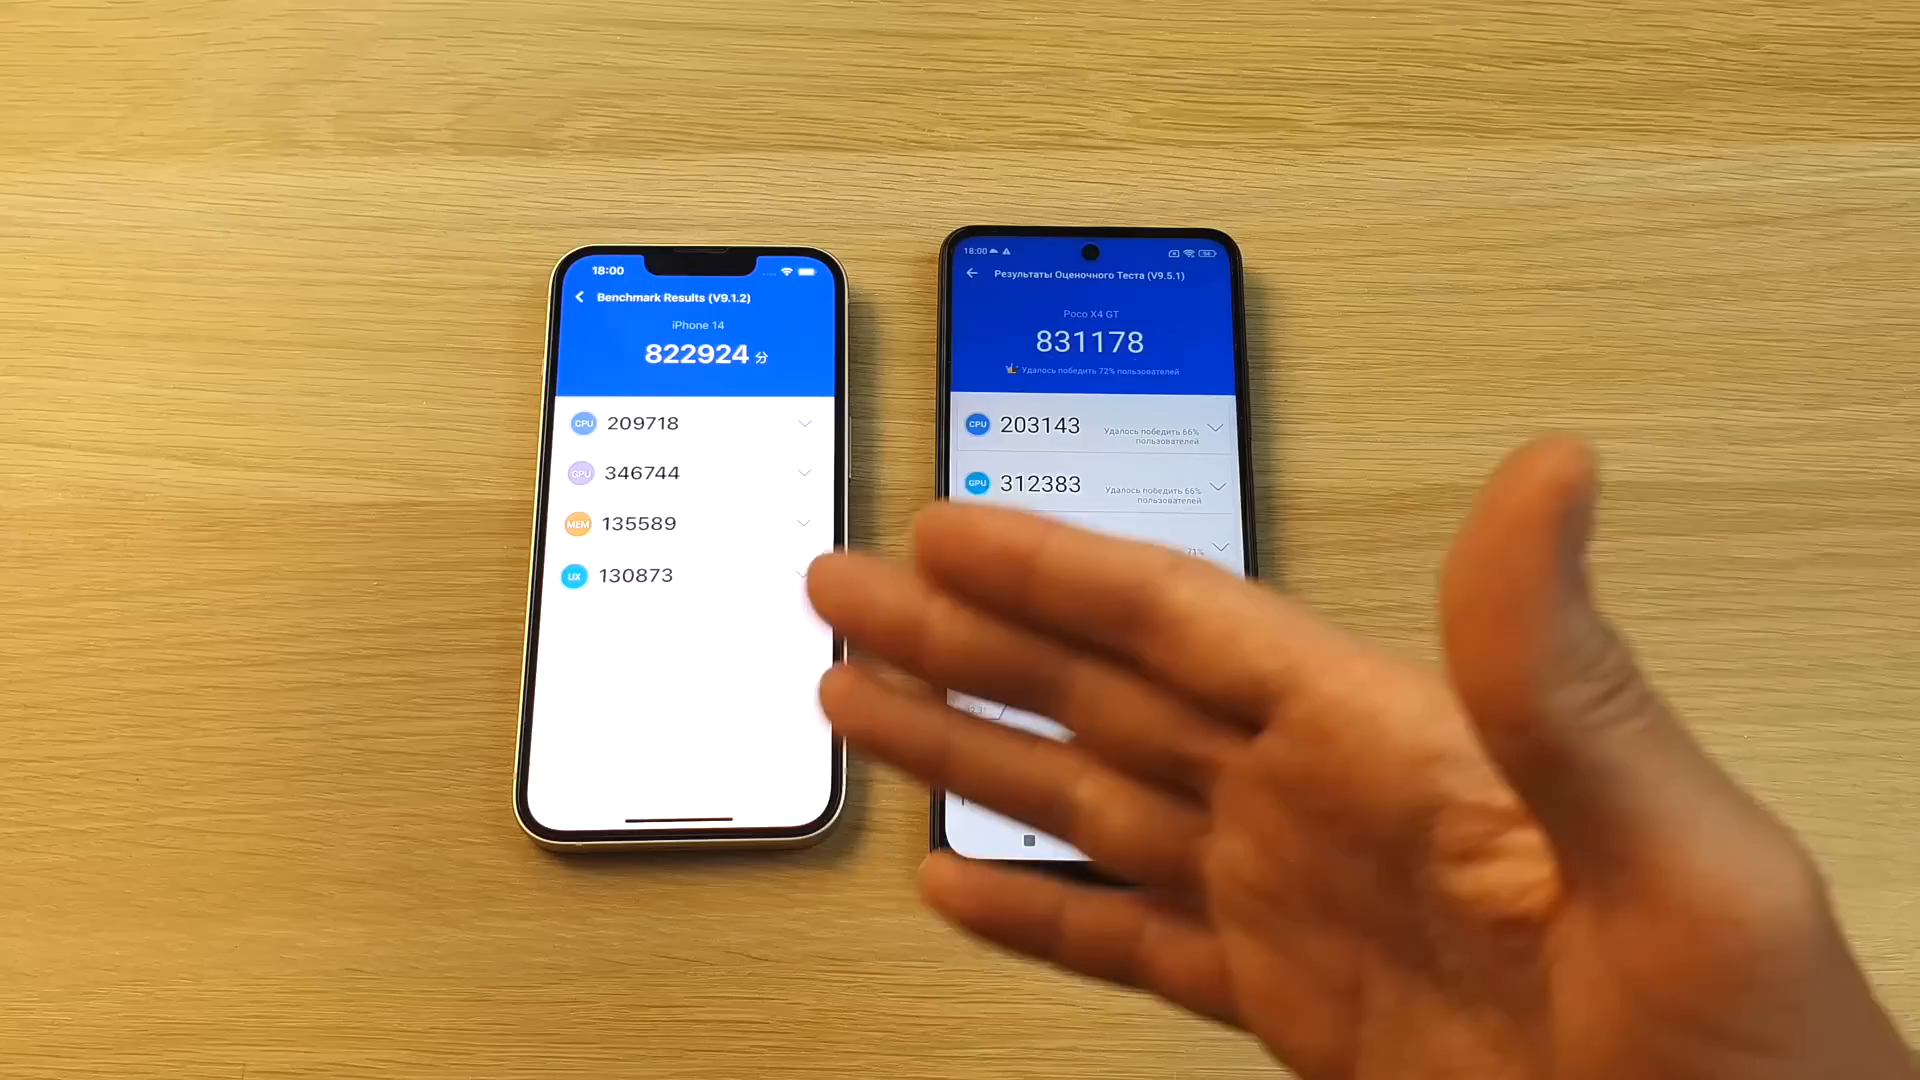 18:00
Benchmark Results (V9.1.2)
iPhone 14
822924 分
CPU 209718
GPU 346744
MEM 135589
UX 130873
18:00
Результаты Оценочного Теста (V9.5.1)
Poco X4 GT
831178
Удалось победить 72% пользователей
CPU 203143
Удалось победить 66%
пользователей
GPU 312383
Удалось победить 66%
пользователей
71%